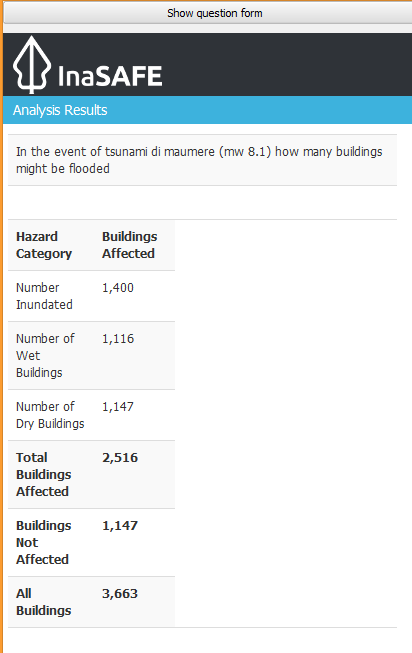 Show question form
InaSAFE
Analysis Results
In the event of tsunami di maumere (mw 8.1) how many buildings
might be flooded
Hazard Category Buildings Affected
Number Inundated 1,400
Number of Wet Buildings 1,116
Number of Dry Buildings 1,147
Total Buildings Affected 2,516
Buildings Not Affected 1,147
All Buildings 3,663